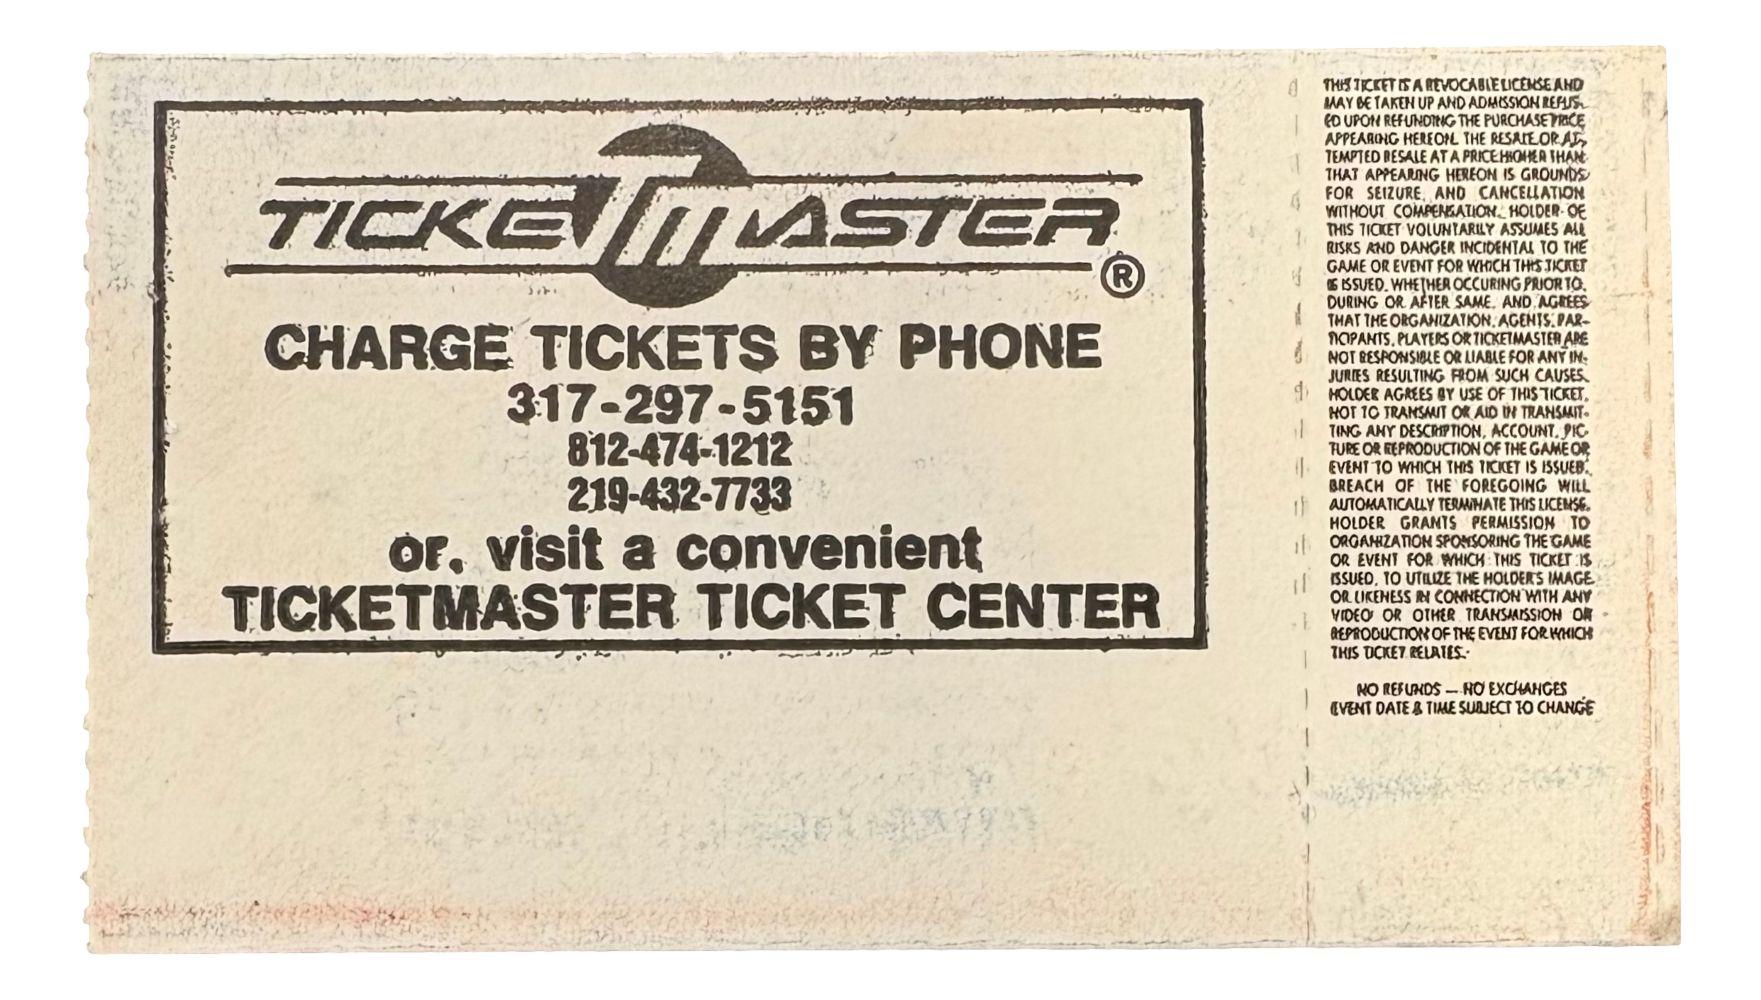 TICKETMASTER®
CHARGE TICKETS BY PHONE
317-297-5151
812-474-1212
219-432-7733
or, visit a convenient
TICKETMASTER TICKET CENTER
THIS TICKET IS A REVOCABLE LICENSE AND
MAY BE TAKEN UP AND ADMISSION REFUS-
ED UPON REFUNDING THE PURCHASE PRICE
APPEARING HEREON. THE RESALE OR AT-
TEMPTED RESALE AT A PRICE HIGHER THAN
THAT APPEARING HEREON IS GROUNDS
FOR SEIZURE AND CANCELLATION
WITHOUT COMPENSATION. HOLDER OF
THIS TICKET VOLUNTARILY ASSUMES ALL
RISKS AND DANGER INCIDENTAL TO THE
GAME OR EVENT FOR WHICH THIS TICKET
IS ISSUED, WHETHER OCCURING PRIOR TO,
DURING OR AFTER SAME, AND AGREES
THAT THE ORGANIZATION, AGENTS, PAR-
TICIPANTS, PLAYERS OR TICKETMASTER ARE
NOT RESPONSIBLE OR LIABLE FOR ANY IN-
JURIES RESULTING FROM SUCH CAUSES.
HOLDER AGREES BY USE OF THIS TICKET,
NOT TO TRANSMIT OR AID IN TRANSMIT-
TING ANY DESCRIPTION, ACCOUNT, PIC-
TURE OR REPRODUCTION OF THE GAME OR
EVENT TO WHICH THIS TICKET IS ISSUED.
BREACH OF THE FOREGOING WILL
AUTOMATICALLY TERMINATE THIS LICENSE.
HOLDER GRANTS PERMISSION TO
ORGANIZATION SPONSORING THE GAME
OR EVENT FOR WHICH THIS TICKET IS
ISSUED, TO UTILIZE THE HOLDER'S IMAGE
OR LIKENESS IN CONNECTION WITH ANY
VIDEO OR OTHER TRANSMISSION OR
REPRODUCTION OF THE EVENT FOR WHICH
THIS TICKET RELATES.
NO REFUNDS — NO EXCHANGES
EVENT DATE & TIME SUBJECT TO CHANGE